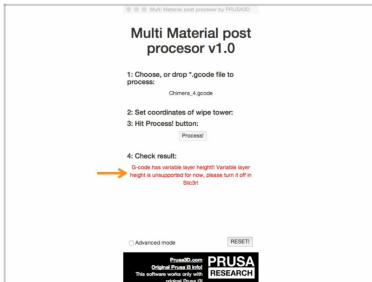 Multi Material post procesor by PRUSA3D
Multi Material post
procesor v1.0
1: Choose, or drop *.gcode file to
process:
Chimera_4.gcode
2: Set coordinates of wipe tower:
3: Hit Process! button:
Process!
4: Check result:
G-code has variable layer height!! Variable layer
height is unsupported for now, please turn it off in
Slic3r!
Advanced mode
RESET!
Prusa3D.com
Original Prusa i3 info!
This software works only with
original Prusa i3!
PRUSA
RESEARCH